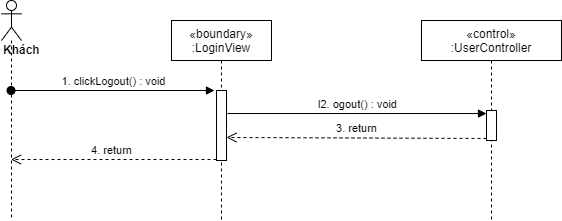 «boundary»
:LoginView
«control»
:UserController
Khách
1. clickLogout() : void
l2. ogout() : void
3. return
4. return